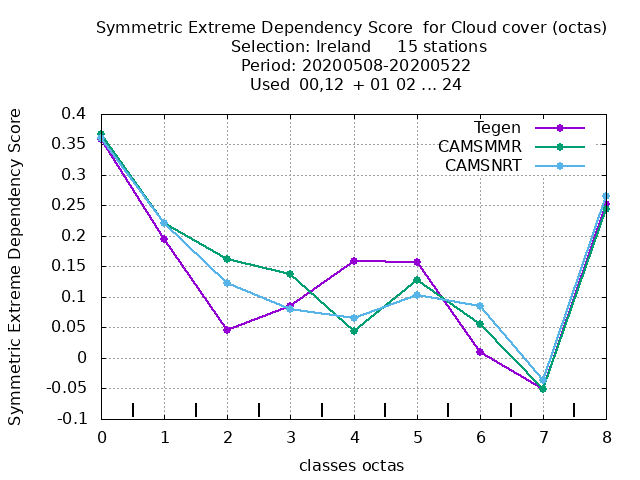 Symmetric Extreme Dependency Score  for Cloud cover (octas)
Selection: Ireland     15 stations
Period: 20200508-20200522
Used  00,12  + 01 02 ... 24
Symmetric Extreme Dependency Score
0.4
0.35
0.3
0.25
0.2
0.15
0.1
0.05
0
-0.05
-0.1
Tegen
CAMSMMR
CAMSNRT
0 1 2 3 4 5 6 7 8
classes octas